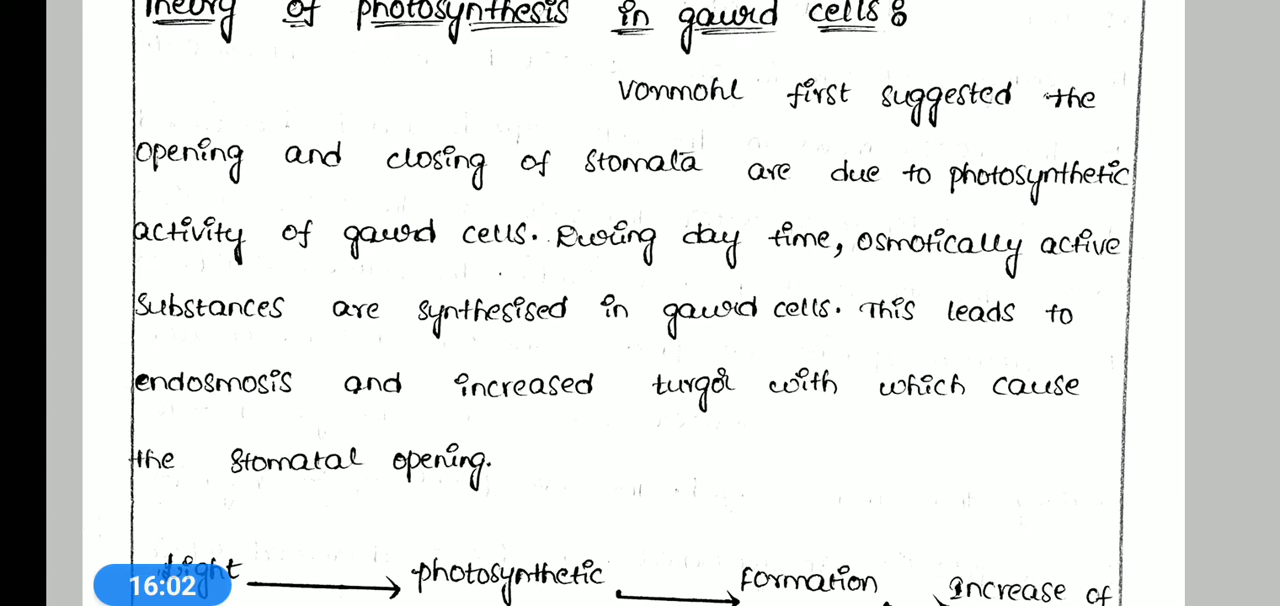 Theory of photosynthesis in gaurd cells :
Vonmohl first suggested the
opening and closing of stomata are due to photosynthetic
activity of gaurd cells. During day time, osmotically active
substances are synthesised in gaurd cells. This leads to
endosmosis and increased turgor with which cause
the stomatal opening.
Light → photosynthetic → formation → increase of
16:02